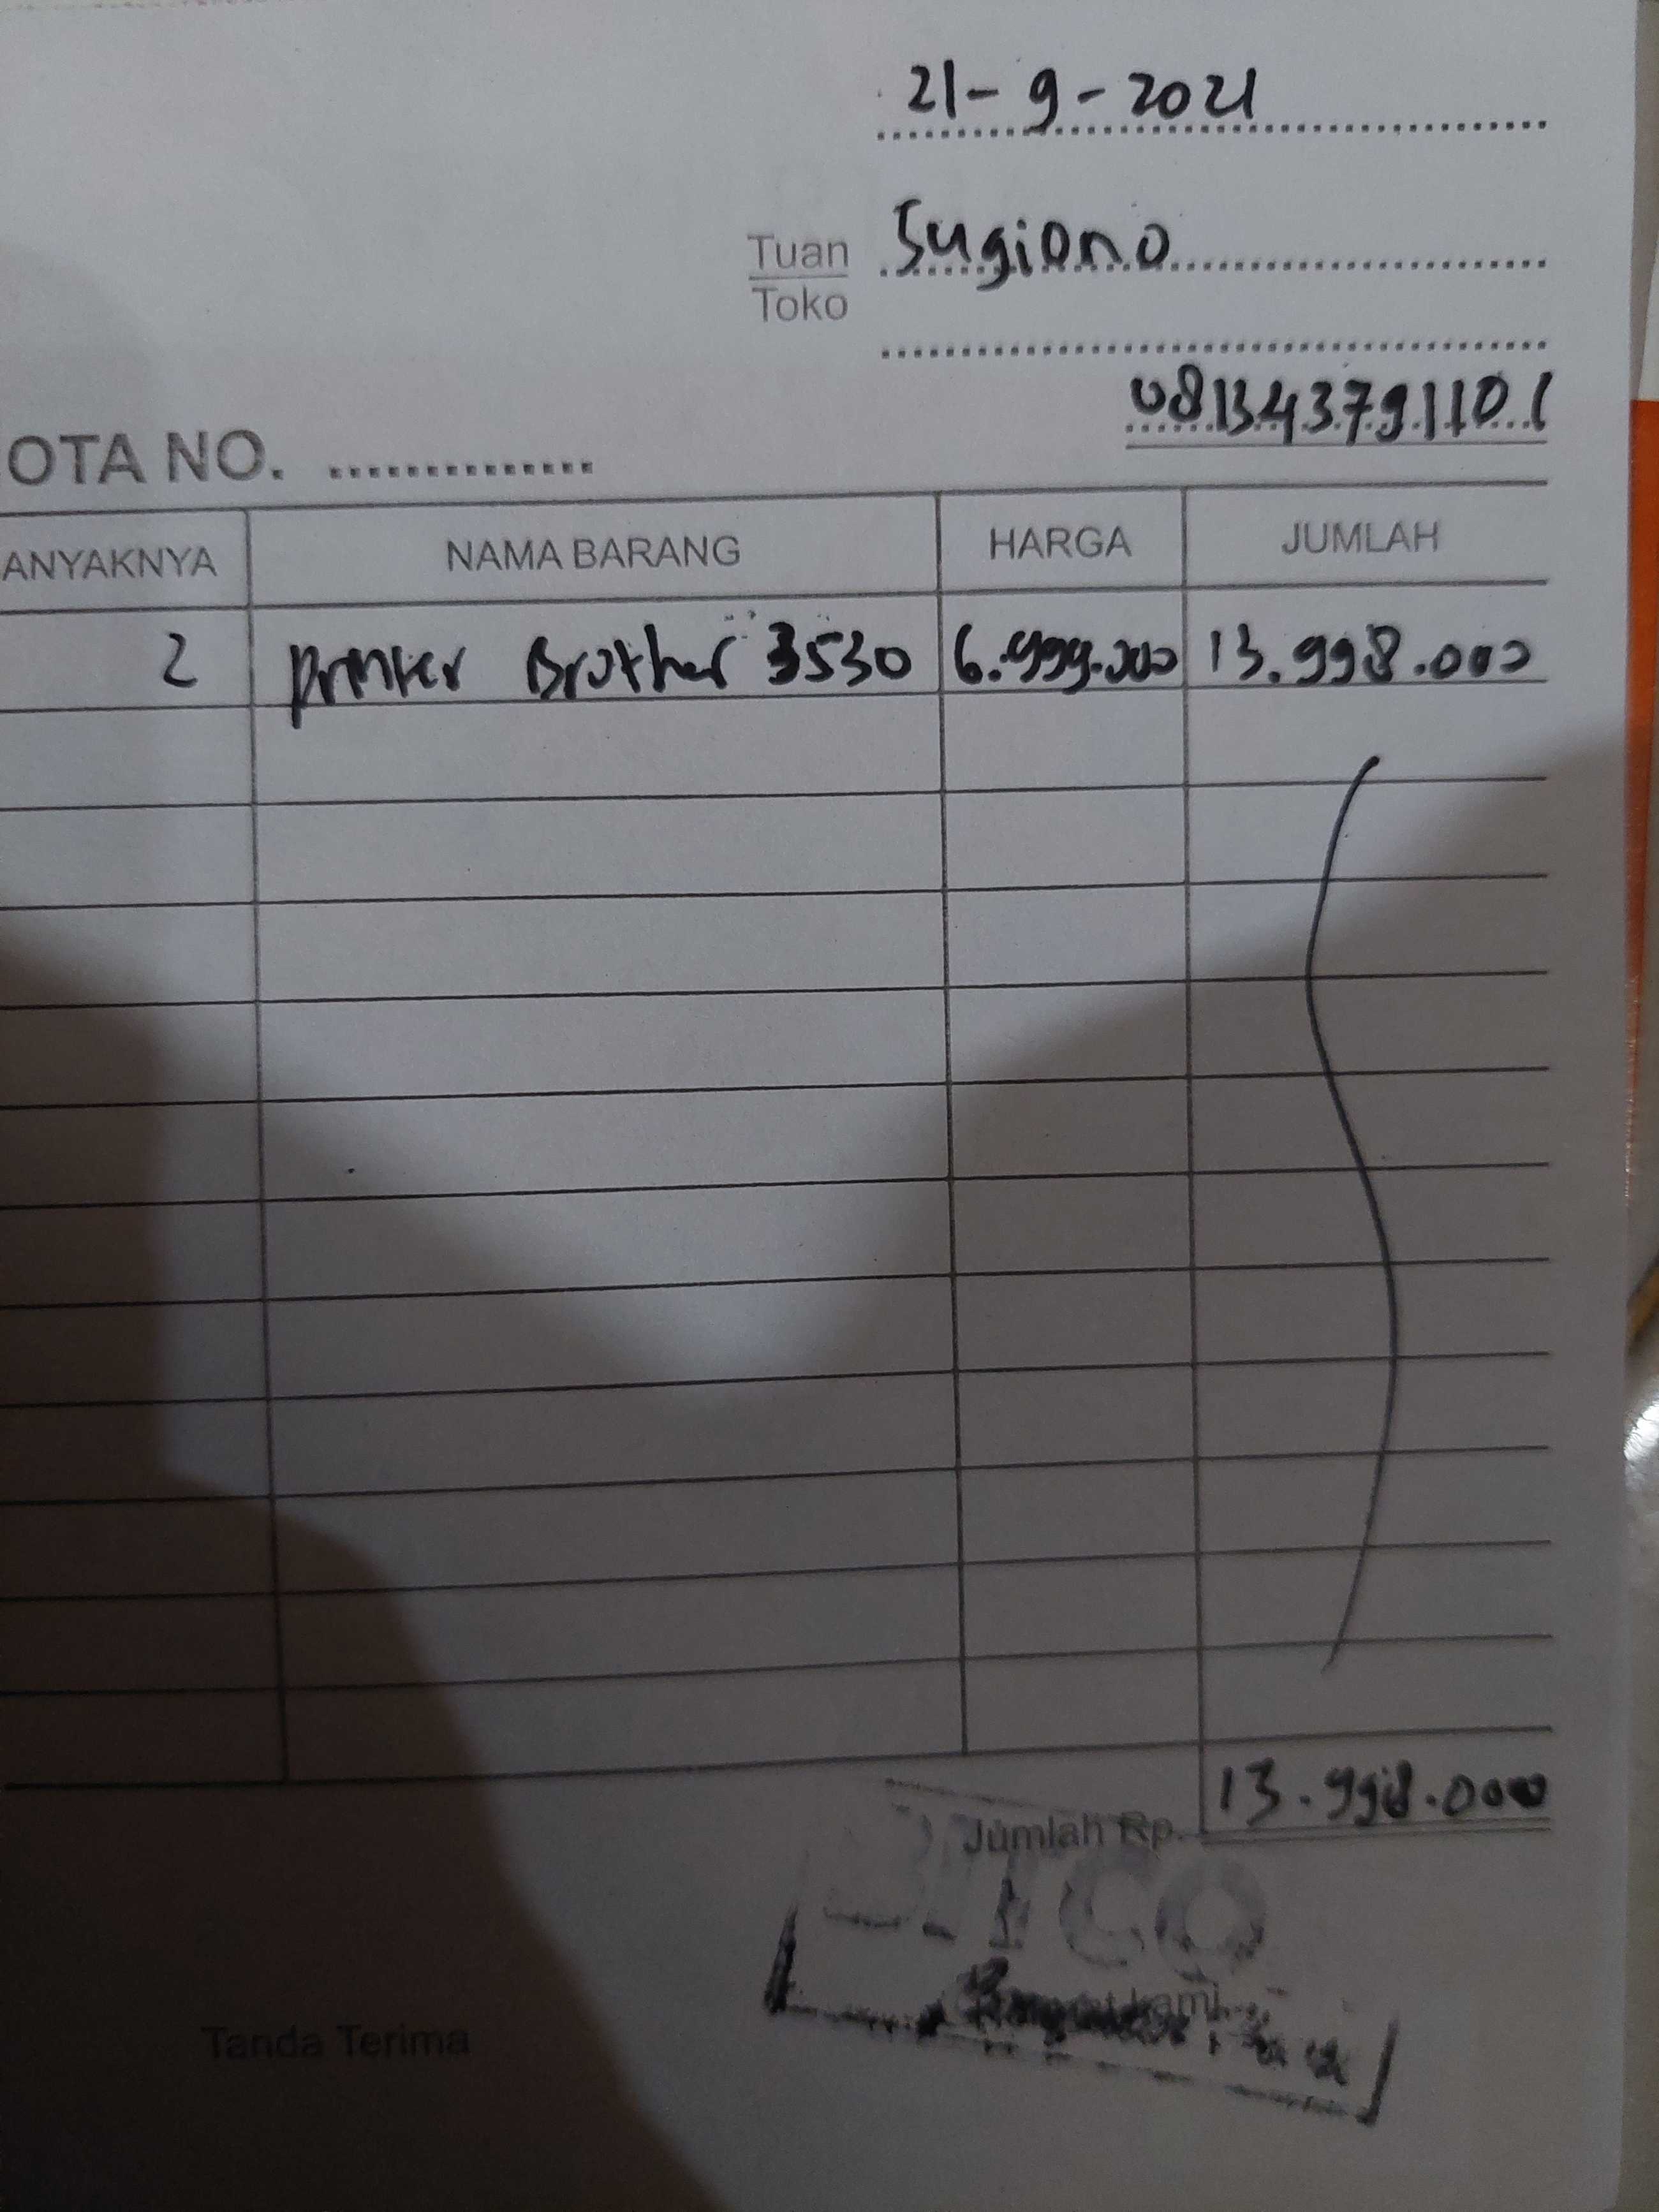 21-9-2021
Tuan Sugiono
Toko
081343791101
OTA NO. ..............
ANYAKNYA NAMA BARANG HARGA JUMLAH
2 Printer Brother 3530 6.999.000 13.998.000
Jumlah Rp. 13.998.000
Tanda Terima